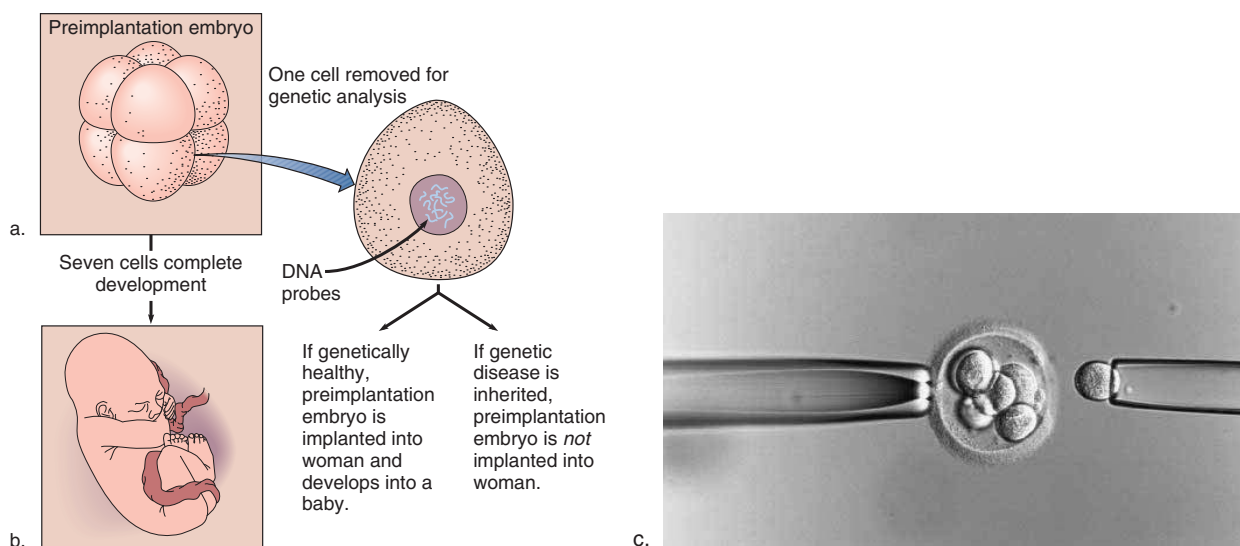 Preimplantation embryo
One cell removed for
genetic analysis
a.
Seven cells complete
development
DNA
probes
If genetically
healthy,
preimplantation
embryo is
implanted into
woman and
develops into a
baby.
If genetic
disease is
inherited,
preimplantation
embryo is not
implanted into
woman.
b.
c.